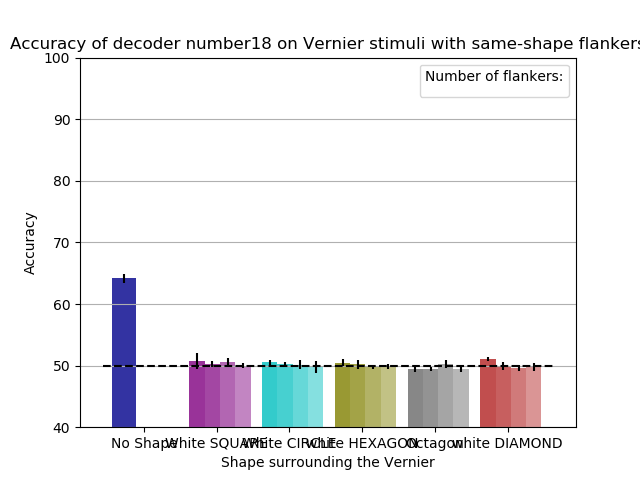 Accuracy of decoder number18 on Vernier stimuli with same-shape flankers
Number of flankers:
100
90
80
70
60
50
40
Accuracy
No Shape
White SQUARE
White CIRCLE
White HEXAGON
Octagon
white DIAMOND
Shape surrounding the Vernier